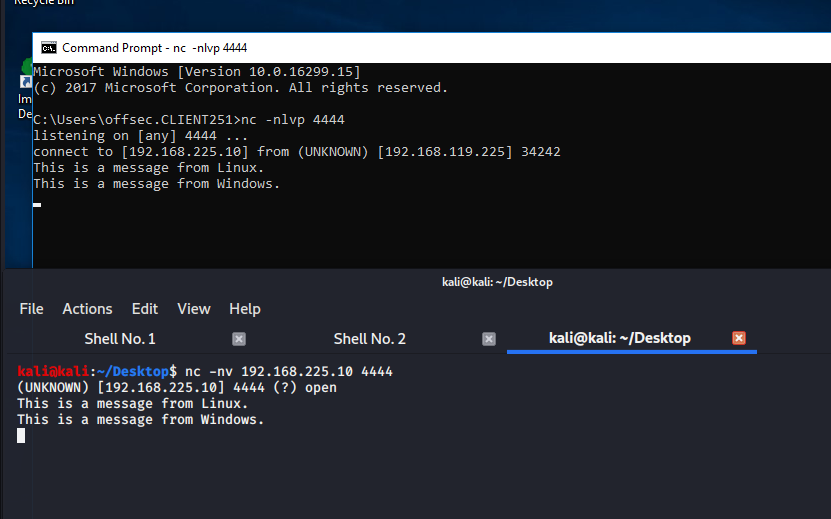 Recycle Bin
Command Prompt - nc -nlvp 4444
Microsoft Windows [Version 10.0.16299.15]
(c) 2017 Microsoft Corporation. All rights reserved.
C:\Users\offsec.CLIENT251>nc -nlvp 4444
listening on [any] 4444 ...
connect to [192.168.225.10] from (UNKNOWN) [192.168.119.225] 34242
This is a message from Linux.
This is a message from Windows.
Im
De
kali@kali: ~/Desktop
File Actions Edit View Help
Shell No. 1 Shell No. 2 kali@kali: ~/Desktop
kali@kali:~/Desktop$ nc -nv 192.168.225.10 4444
(UNKNOWN) [192.168.225.10] 4444 (?) open
This is a message from Linux.
This is a message from Windows.